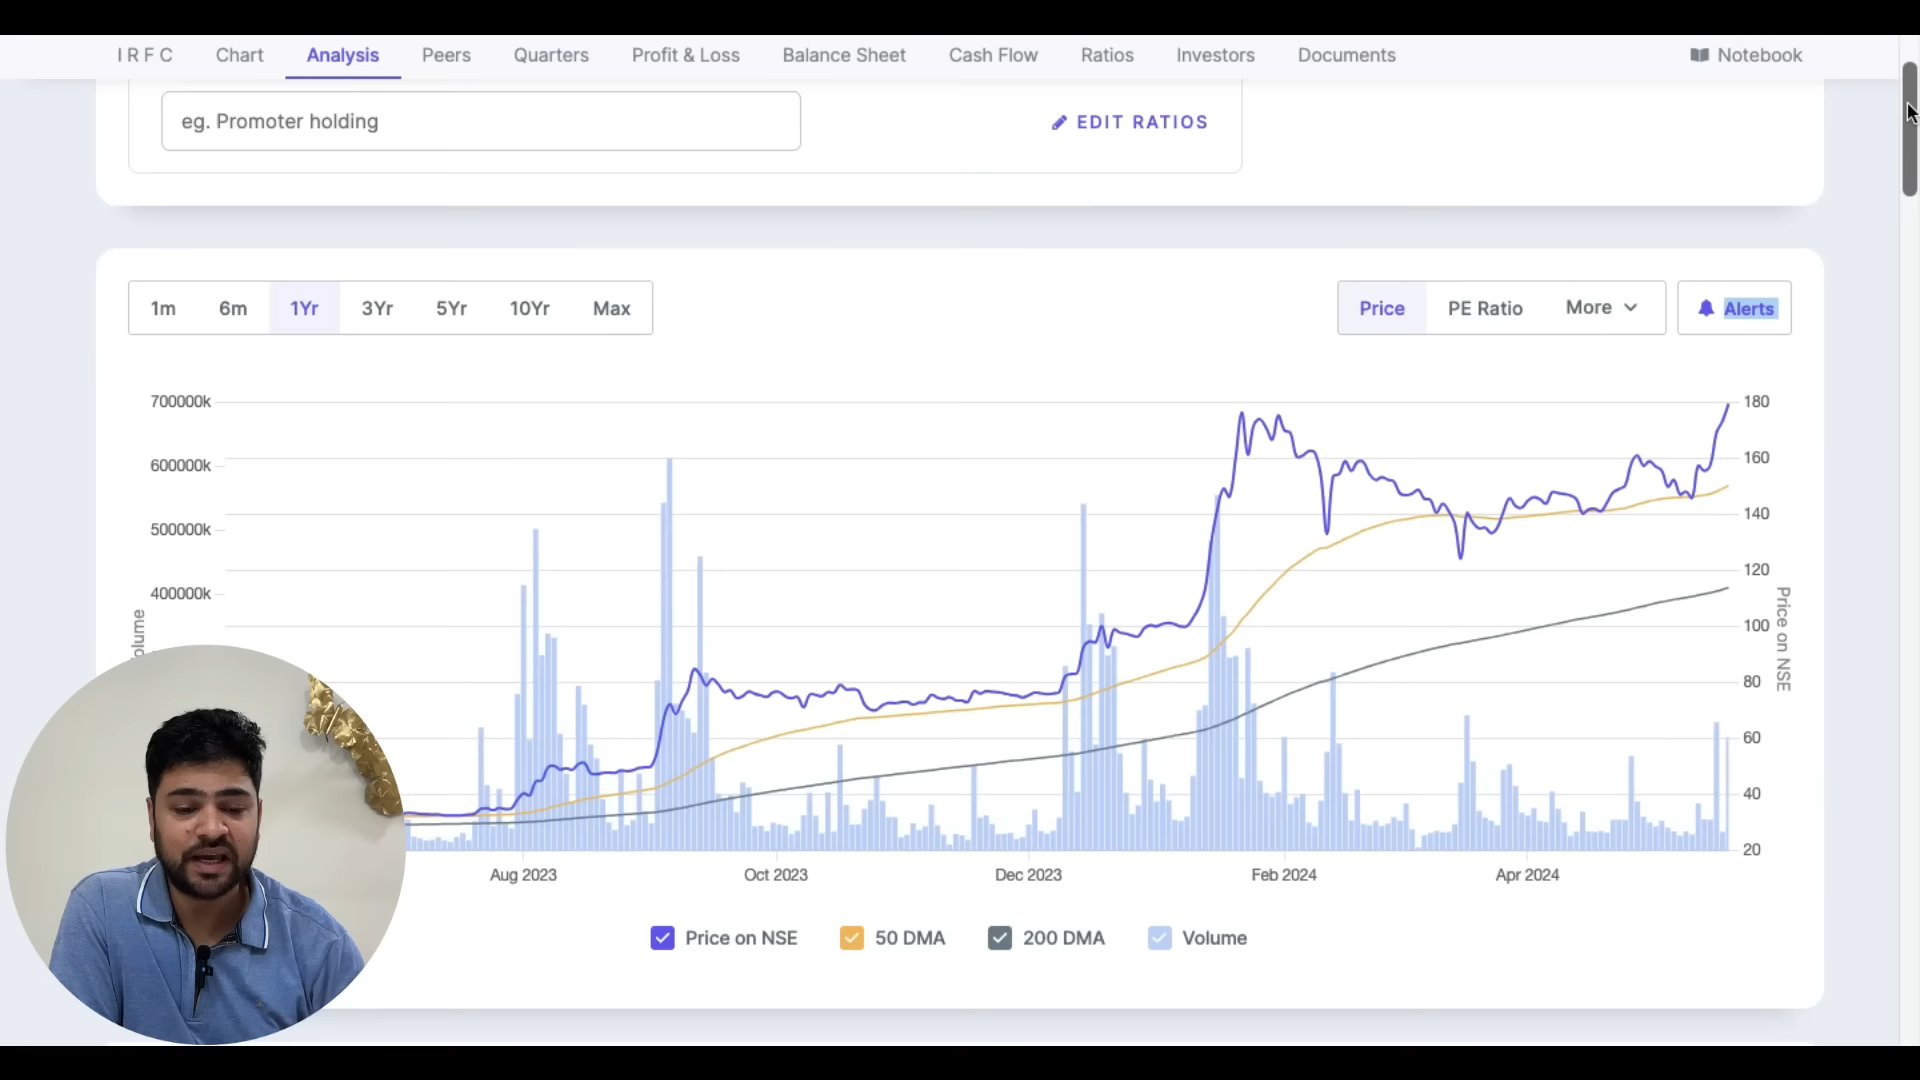 I R F C Chart Analysis Peers Quarters Profit & Loss Balance Sheet Cash Flow Ratios Investors Documents Notebook
eg. Promoter holding EDIT RATIOS
1m 6m 1Yr 3Yr 5Yr 10Yr Max Price PE Ratio More Alerts
700000k 180
160
600000k
500000k 140
120
400000k
100
Price on NSE
80
60
40
20
Aug 2023 Oct 2023 Dec 2023 Feb 2024 Apr 2024
Price on NSE 50 DMA 200 DMA Volume